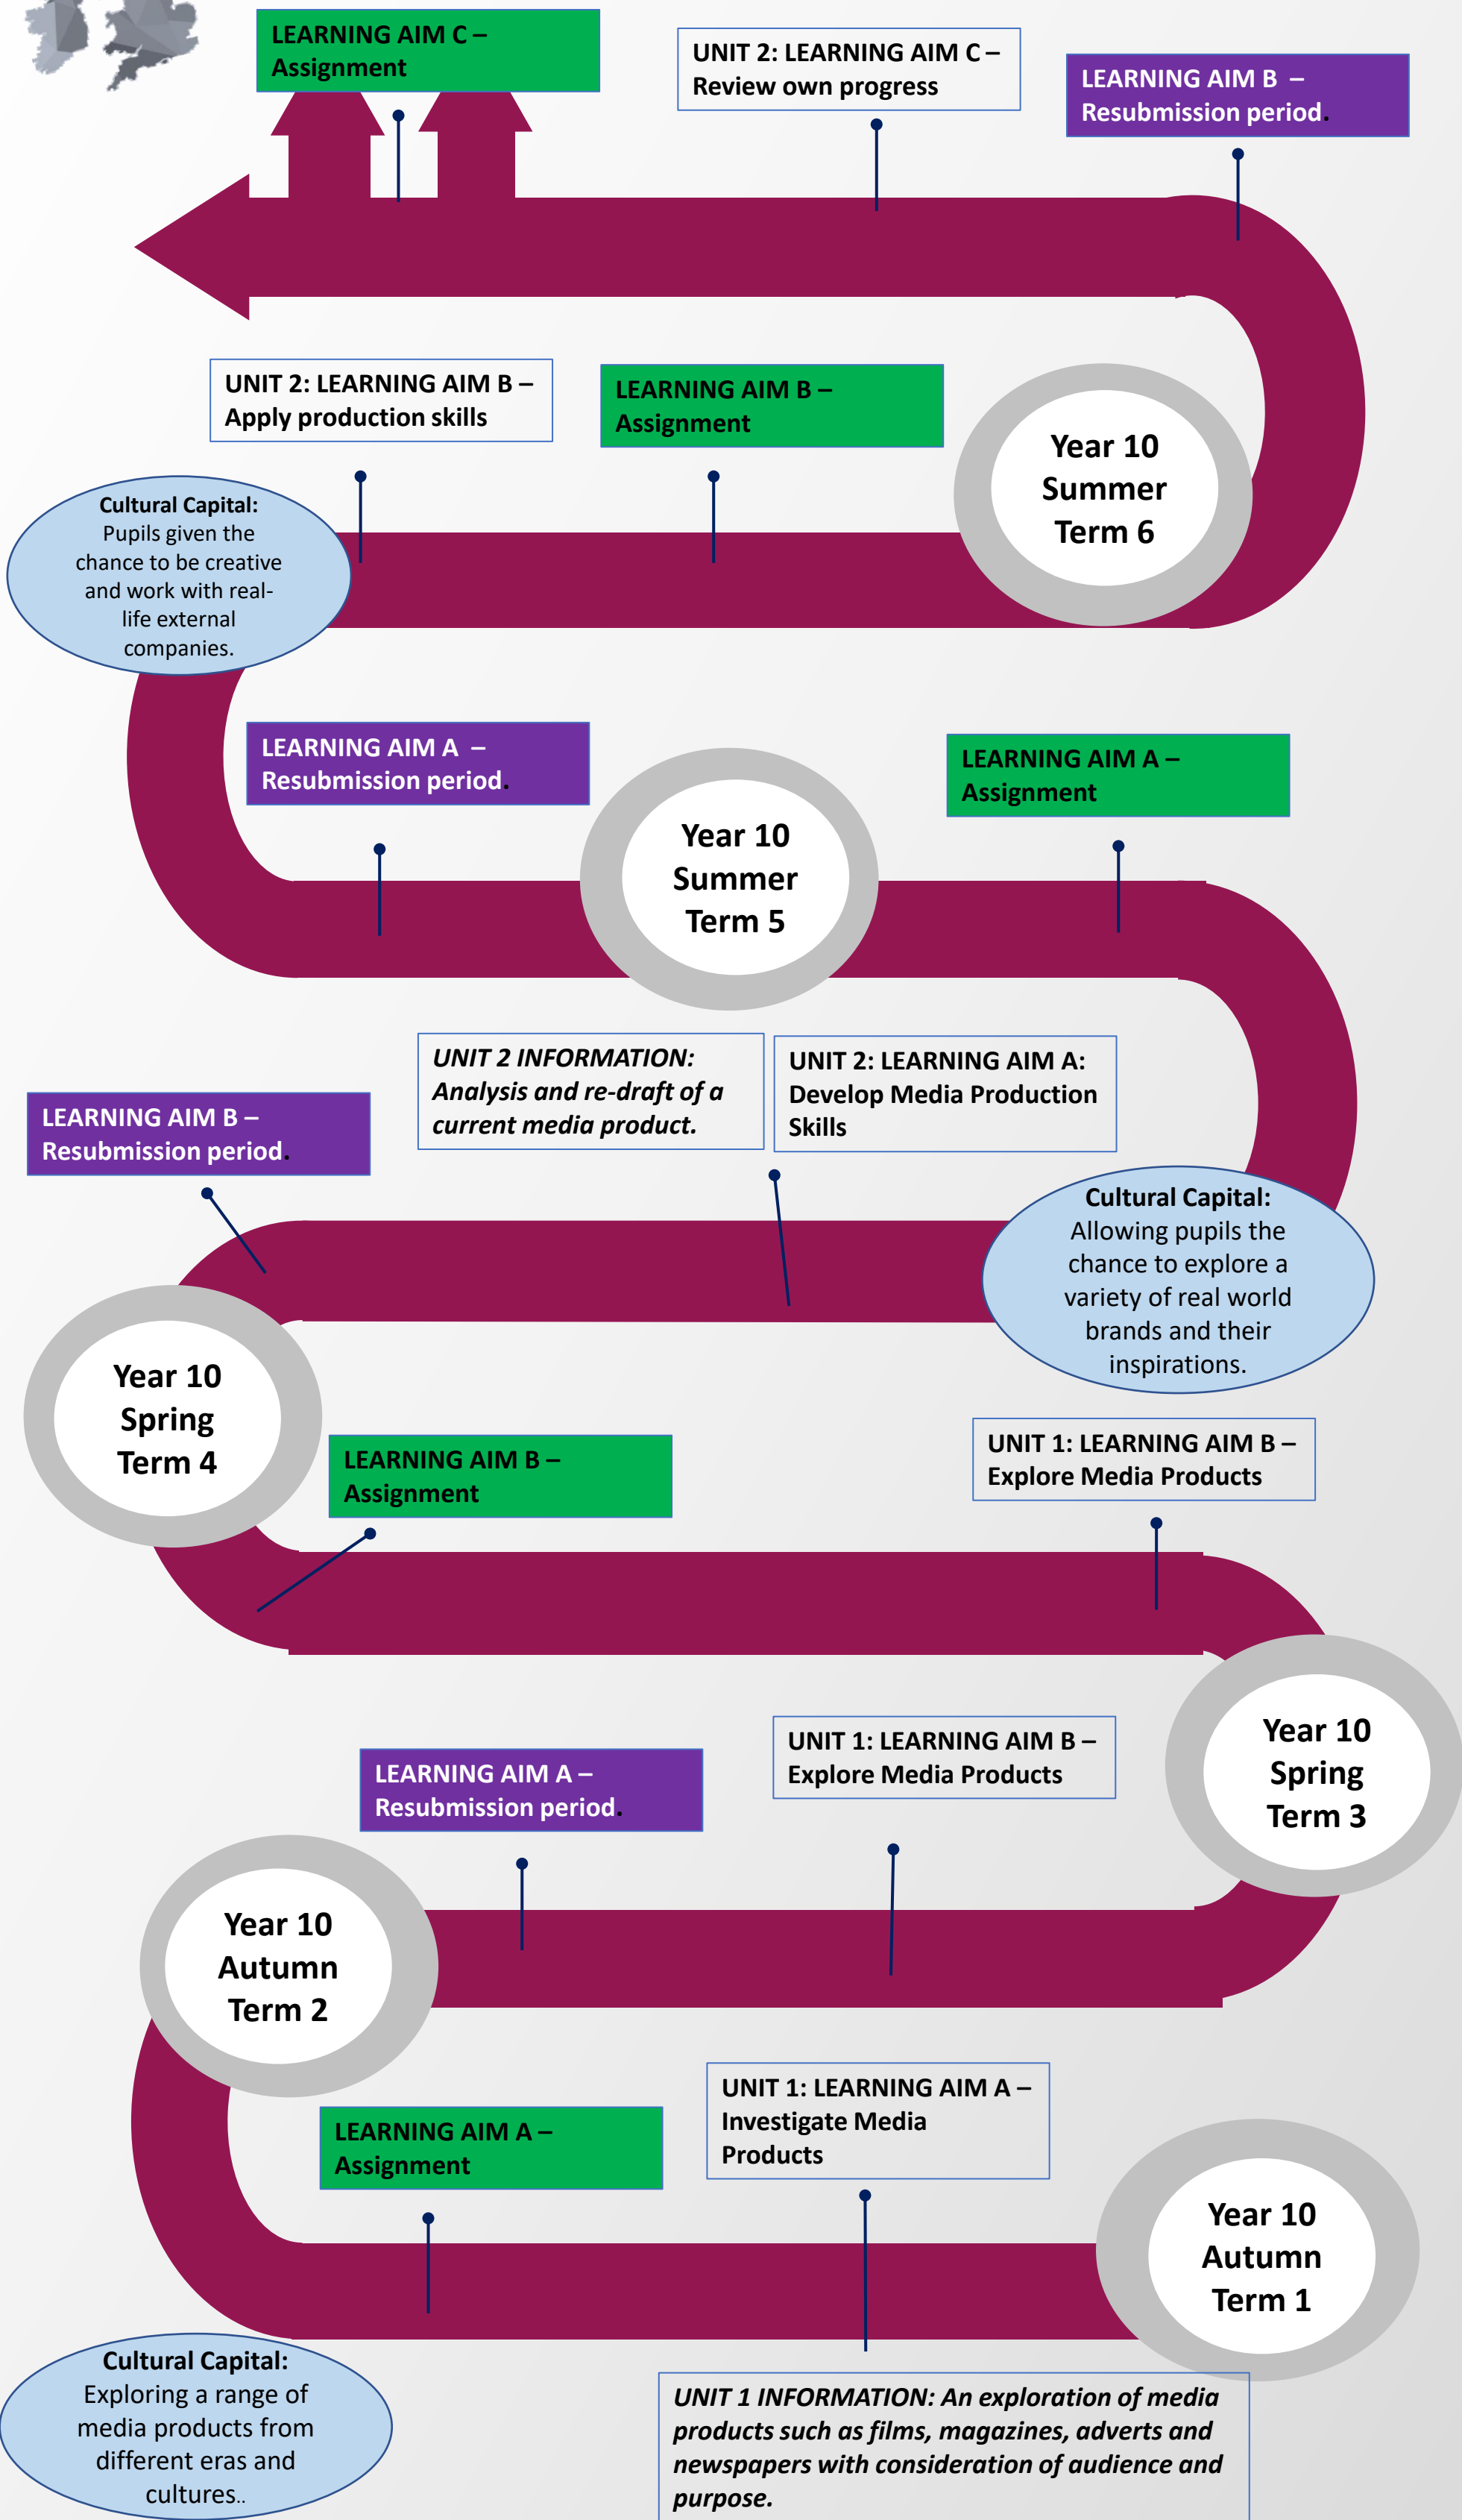 LEARNING AIM C –
Assignment
UNIT 2: LEARNING AIM C –
Review own progress
LEARNING AIM B –
Resubmission period.
UNIT 2: LEARNING AIM B –
Apply production skills
LEARNING AIM B –
Assignment
Year 10
Summer
Term 6
Cultural Capital:
Pupils given the
chance to be creative
and work with real-
life external
companies.
LEARNING AIM A –
Resubmission period.
Year 10
Summer
Term 5
LEARNING AIM A –
Assignment
UNIT 2 INFORMATION:
Analysis and re-draft of a
current media product.
UNIT 2: LEARNING AIM A:
Develop Media Production
Skills
LEARNING AIM B –
Resubmission period.
Cultural Capital:
Allowing pupils the
chance to explore a
variety of real world
brands and their
inspirations.
Year 10
Spring
Term 4
LEARNING AIM B –
Assignment
UNIT 1: LEARNING AIM B –
Explore Media Products
Year 10
Spring
Term 3
UNIT 1: LEARNING AIM B –
Explore Media Products
LEARNING AIM A –
Resubmission period.
Year 10
Autumn
Term 2
UNIT 1: LEARNING AIM A –
Investigate Media
Products
LEARNING AIM A –
Assignment
Year 10
Autumn
Term 1
Cultural Capital:
Exploring a range of
media products from
different eras and
cultures..
UNIT 1 INFORMATION: An exploration of media
products such as films, magazines, adverts and
newspapers with consideration of audience and
purpose.